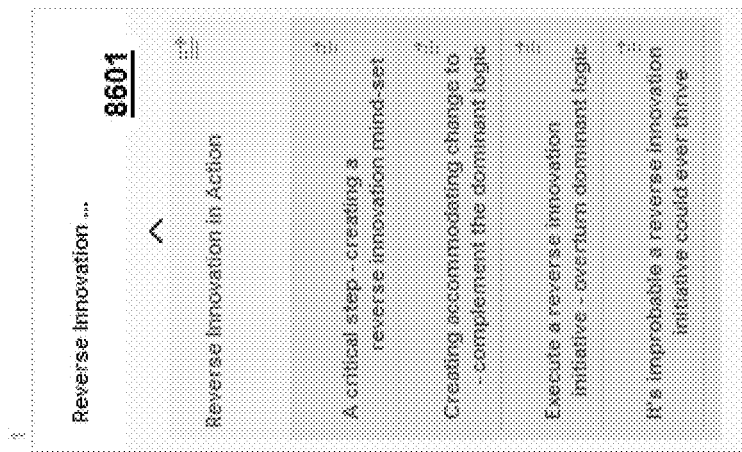 Reverse Innovation ...
8601
Reverse Innovation in Action
A critical step - creating a
reverse innovation mind-set
Creating accommodating change to
- complement the dominant logic
Execute a reverse innovation
initiative - overturn dominant logic
It's improbable a reverse innovation
initiative could ever thrive